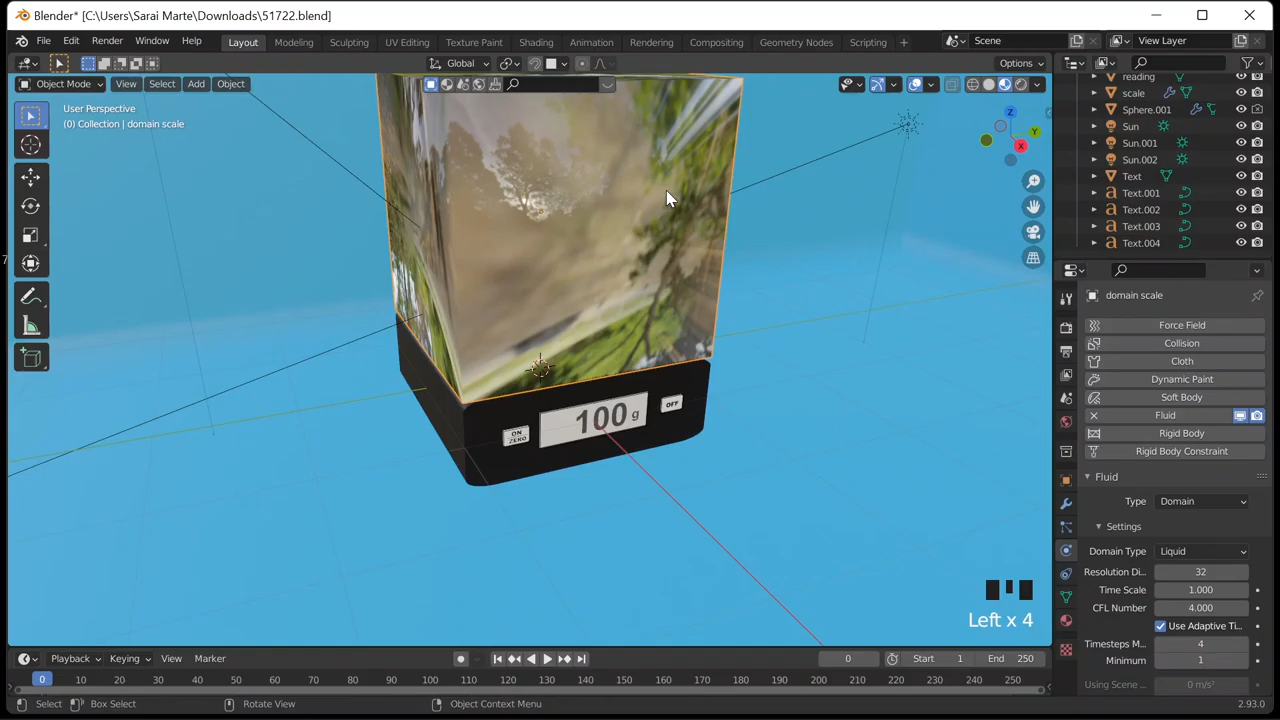 Blender* [C:\Users\Sarai Marte\Downloads\51722.blend]
File Edit Render Window Help Layout Modeling Sculpting UV Editing Texture Paint Shading Animation Rendering Compositing Geometry Nodes Scripting Scene View Layer
Global Options
Object Mode View Select Add Object
User Perspective
(0) Collection | domain scale
Z
Y
X
7
reading
scale
Sphere.001
Sun
Sun.001
Sun.002
Text
Text.001
Text.002
Text.003
Text.004
domain scale
Force Field
Collision
Cloth
Dynamic Paint
Soft Body
Fluid
Rigid Body
Rigid Body Constraint
Fluid
Type Domain
Settings
Domain Type Liquid
Resolution Di... 32
Time Scale 1.000
CFL Number 4.000
Use Adaptive Ti...
Timesteps M... 4
Minimum 1
Using Scene ... 0 m/s²
ON
ZERO
100 g
OFF
Left x 4
Playback Keying View Marker 0 Start 1 End 250
0 10 20 30 40 50 60 70 80 90 100 110 120 130 140 150 160 170 180 190 200 210 220 230 240 250
Select Box Select Rotate View Object Context Menu 2.93.0